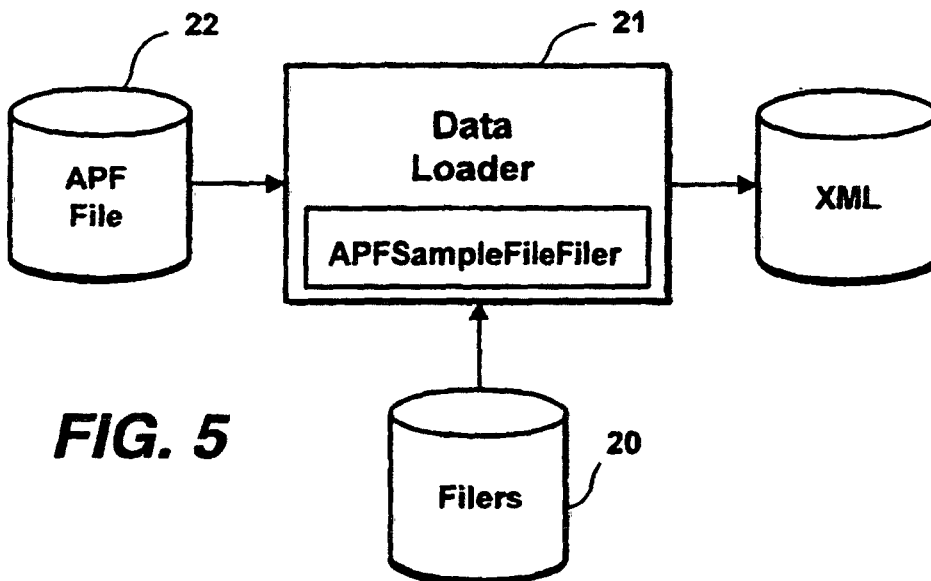 22
21
APF
File
Data
Loader
APFSampleFileFiler
XML
FIG. 5
20
Filers